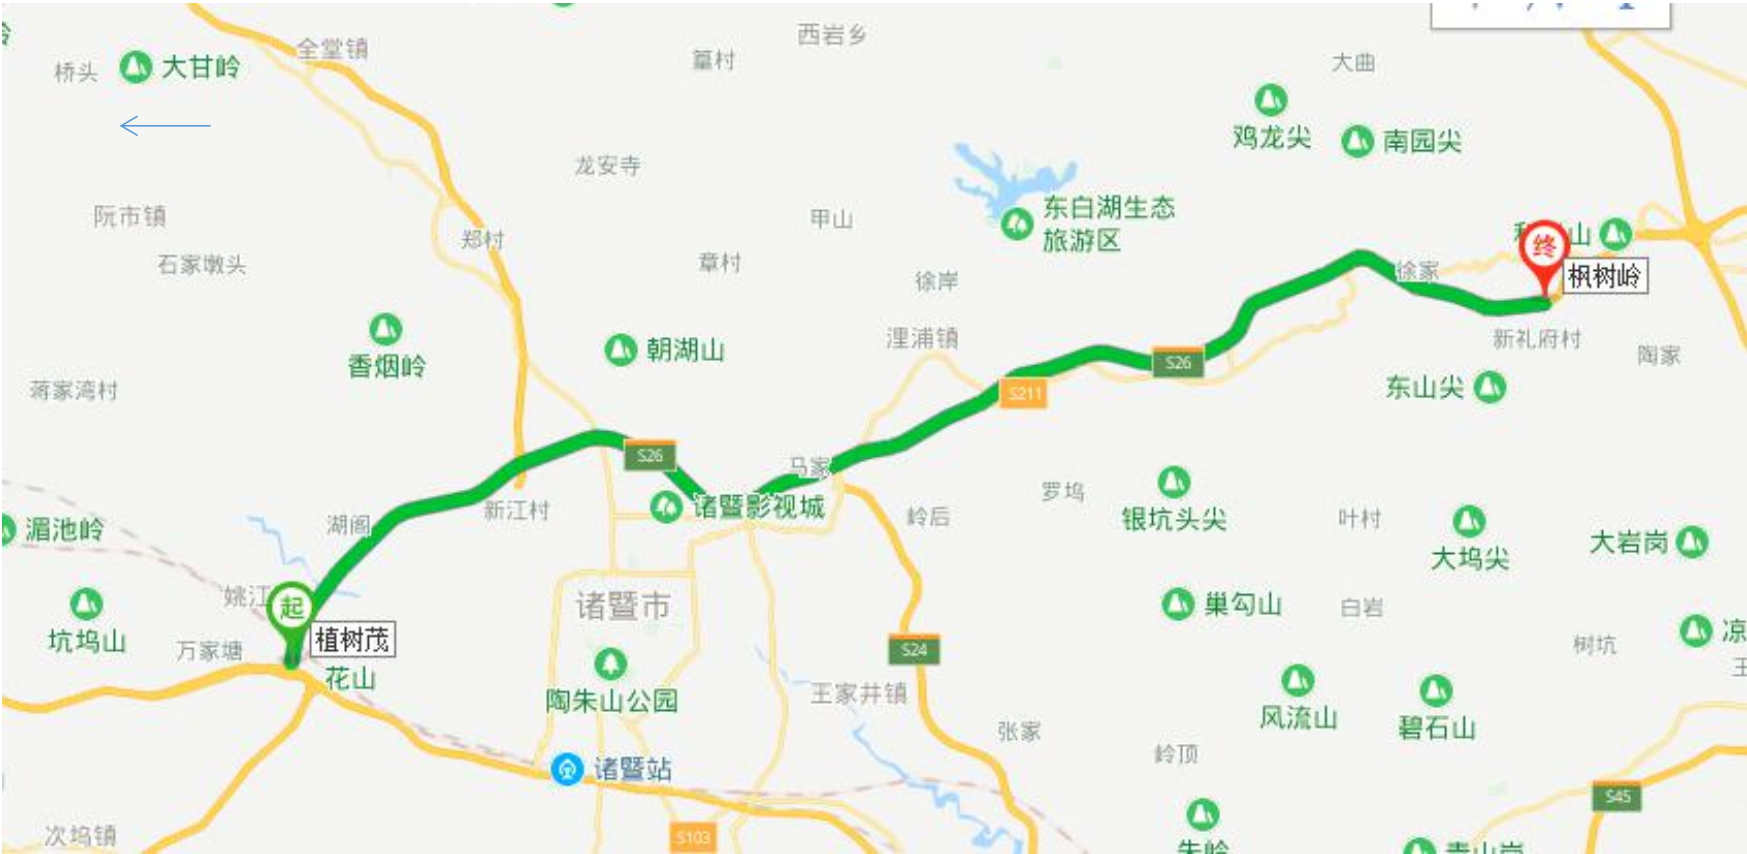 西岩乡
全堂镇
篁村
大曲
桥头
大甘岭
鸡龙尖
南园尖
龙安寺
东白湖生态
旅游区
阮市镇
甲山
郑村
山
终
石家墩头
章村
徐岸
徐家
枫树岭
浬浦镇
新礼府村
陶家
香烟岭
朝湖山
S26
蒋家湾村
S211
东山尖
S26
马家
罗坞
诸暨影视城
新江村
湖阁
岭后
银坑头尖
叶村
湄池岭
大坞尖
大岩岗
姚江
起
诸暨市
巢勾山
白岩
坑坞山
植树茂
万家塘
S24
树坑
凉
王
花山
陶朱山公园
王家井镇
风流山
碧石山
张家
岭顶
诸暨站
S45
次坞镇
S103